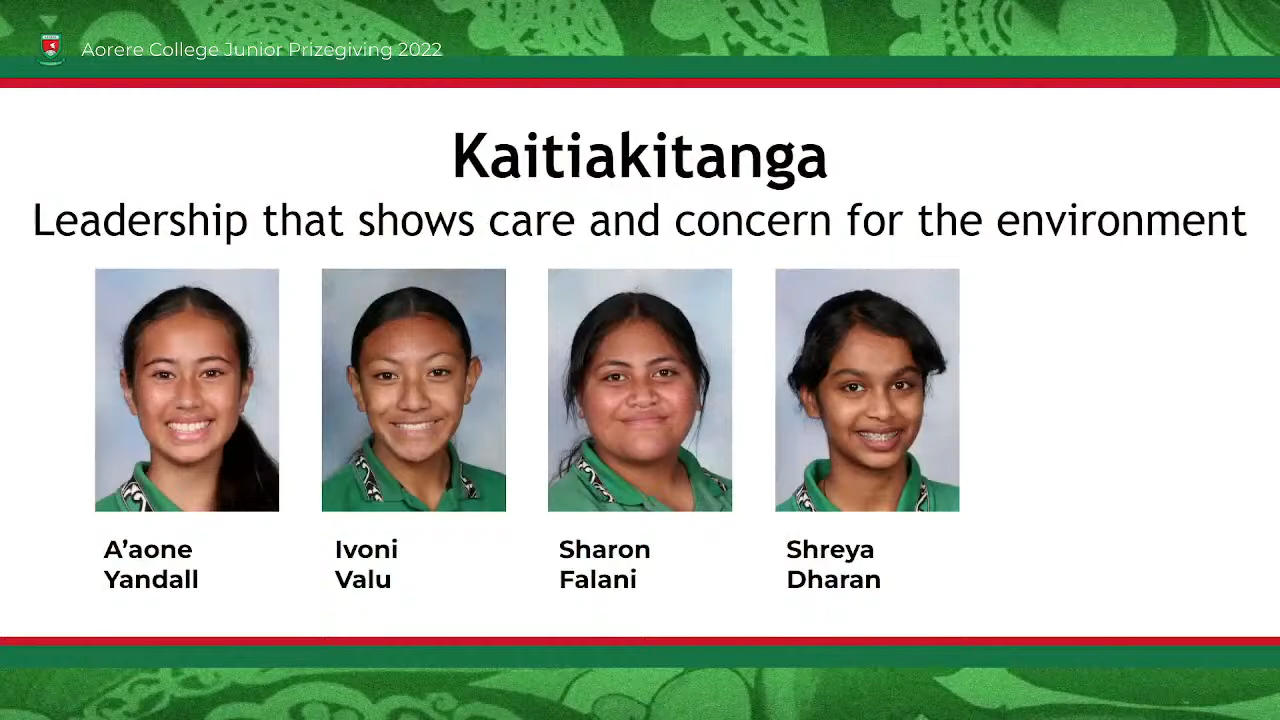 Aorere College Junior Prizegiving 2022
Kaitiakitanga
Leadership that shows care and concern for the environment
A’aone
Yandall
Ivoni
Valu
Sharon
Falani
Shreya
Dharan